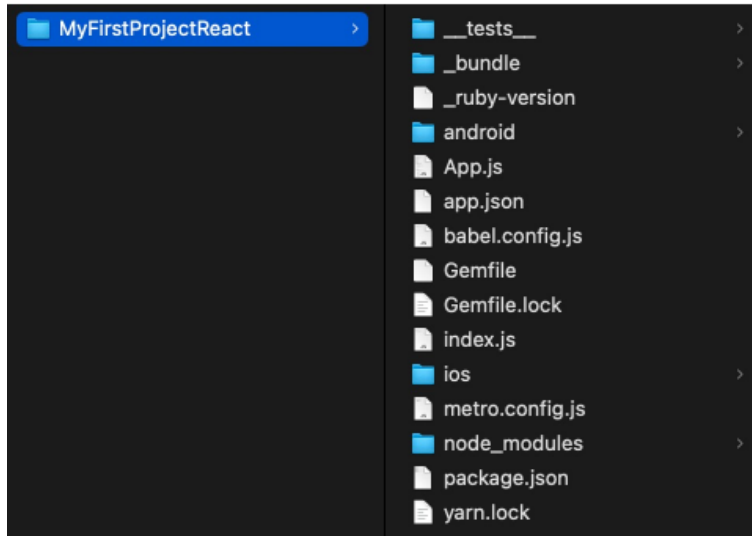 MyFirstProjectReact
__tests__
_bundle
_ruby-version
android
App.js
app.json
babel.config.js
Gemfile
Gemfile.lock
index.js
ios
metro.config.js
node_modules
package.json
yarn.lock